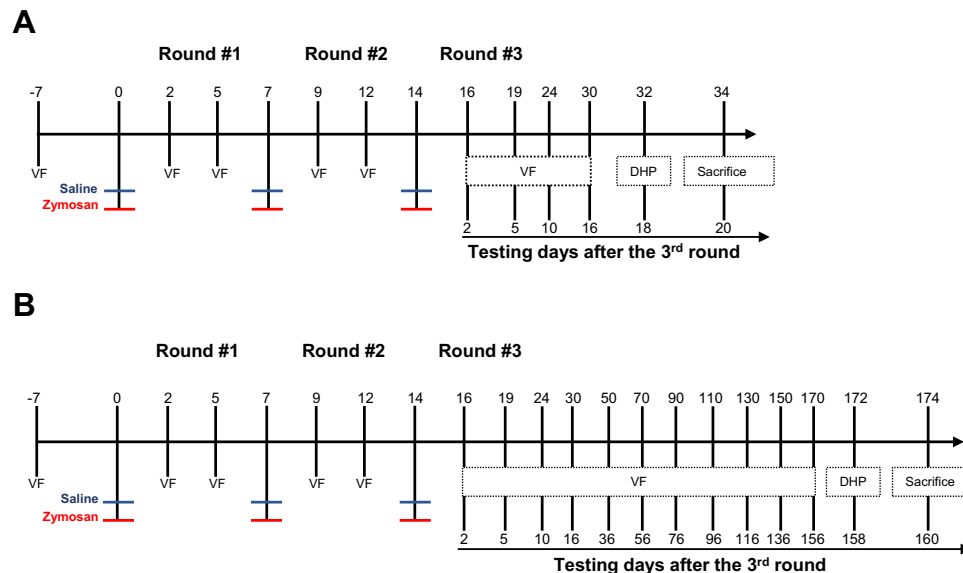 A
Round #1 Round #2 Round #3
-7 0 2 5 7 9 12 14 16 19 24 30 32 34
VF VF VF VF VF VF DHP Sacrifice
Saline
Zymosan
2 5 10 16 18 20
Testing days after the 3rd round
B
Round #1 Round #2 Round #3
-7 0 2 5 7 9 12 14 16 19 24 30 50 70 90 110 130 150 170 172 174
VF VF VF VF VF VF DHP Sacrifice
Saline
Zymosan
2 5 10 16 36 56 76 96 116 136 156 158 160
Testing days after the 3rd round